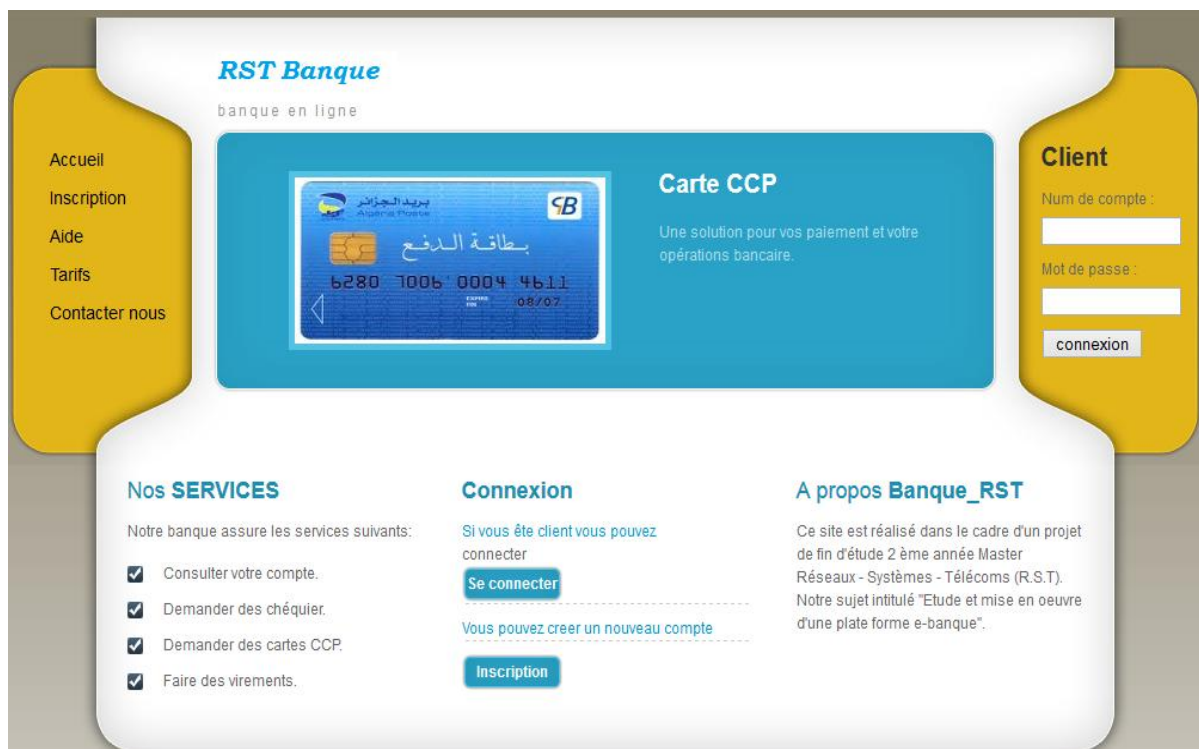 RST Banque
banque en ligne
Accueil
Inscription
Aide
Tarifs
Contacter nous
بريد الجزائر
Algérie Poste
بطاقة الدفع
6280 7006 0004 4611
EXPIRE
FIN
08/07
Carte CCP
Une solution pour vos paiement et votre
opérations bancaire.
Client
Num de compte :
Mot de passe :
connexion
Nos SERVICES
Notre banque assure les services suivants:
Consulter votre compte.
Demander des chéquier.
Demander des cartes CCP.
Faire des virements.
Connexion
Si vous ête client vous pouvez
connecter
Se connecter
Vous pouvez creer un nouveau compte
Inscription
A propos Banque_RST
Ce site est réalisé dans le cadre d'un projet
de fin d'étude 2 ème année Master
Réseaux - Systèmes - Télécoms (R.S.T).
Notre sujet intitulé "Etude et mise en oeuvre
d'une plate forme e-banque".